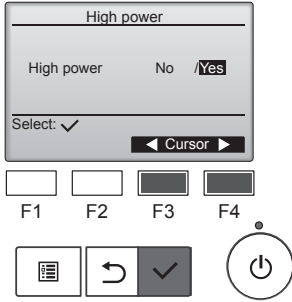 High power
High power No /Yes
Select: ✓
◀ Cursor ▶
F1 F2 F3 F4